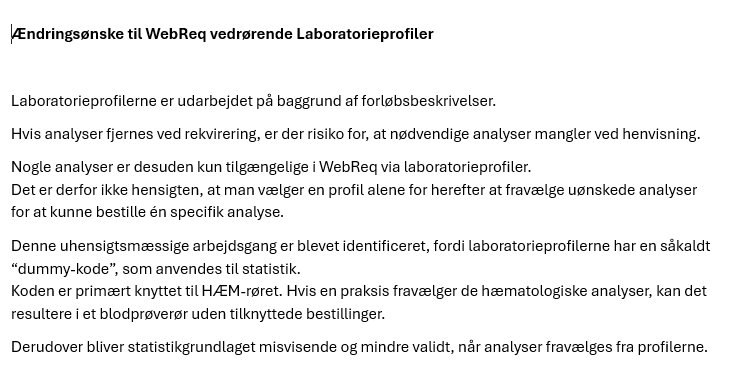 Ændringsønske til WebReq vedrørende Laboratorieprofiler
Laboratorieprofilerne er udarbejdet på baggrund af forløbsbeskrivelser.
Hvis analyser fjernes ved rekvirering, er der risiko for, at nødvendige analyser mangler ved henvisning.
Nogle analyser er desuden kun tilgængelige i WebReq via laboratorieprofiler.
Det er derfor ikke hensigten, at man vælger en profil alene for herefter at fravælge uønskede analyser
for at kunne bestille én specifik analyse.
Denne uhensigtsmæssige arbejdsgang er blevet identificeret, fordi laboratorieprofilerne har en såkaldt
“dummy-kode”, som anvendes til statistik.
Koden er primært knyttet til HÆM-røret. Hvis en praksis fravælger de hæmatologiske analyser, kan det
resultere i et blodprøverør uden tilknyttede bestillinger.
Derudover bliver statistikgrundlaget misvisende og mindre validt, når analyser fravælges fra profilerne.